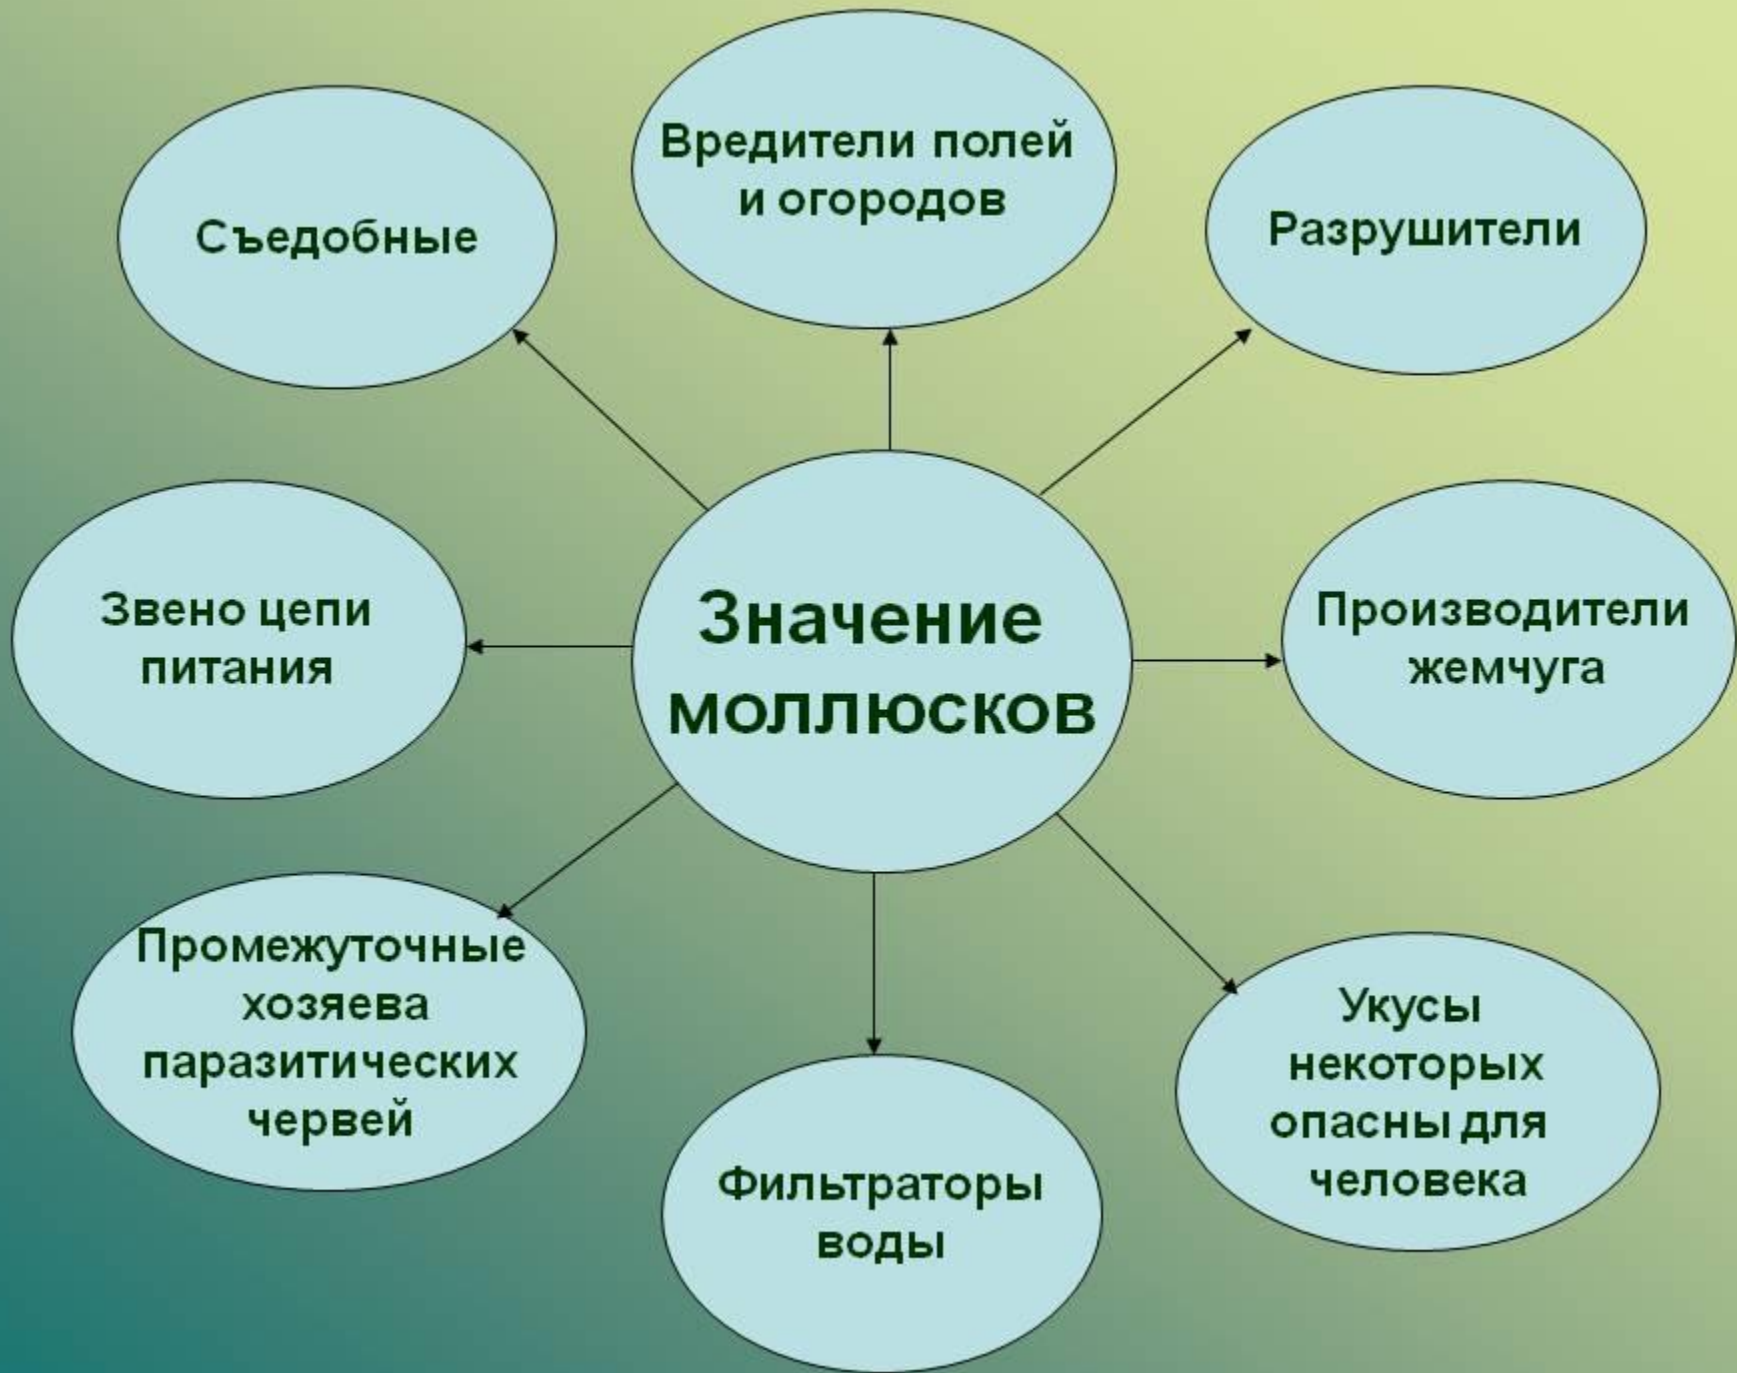 Вредители полей
и огородов
Съедобные
Разрушители
Звено цепи
питания
Значение
моллюсков
Производители
жемчуга
Промежуточные
хозяева
паразитических
червей
Укусы
некоторых
опасны для
человека
Фильтраторы
воды